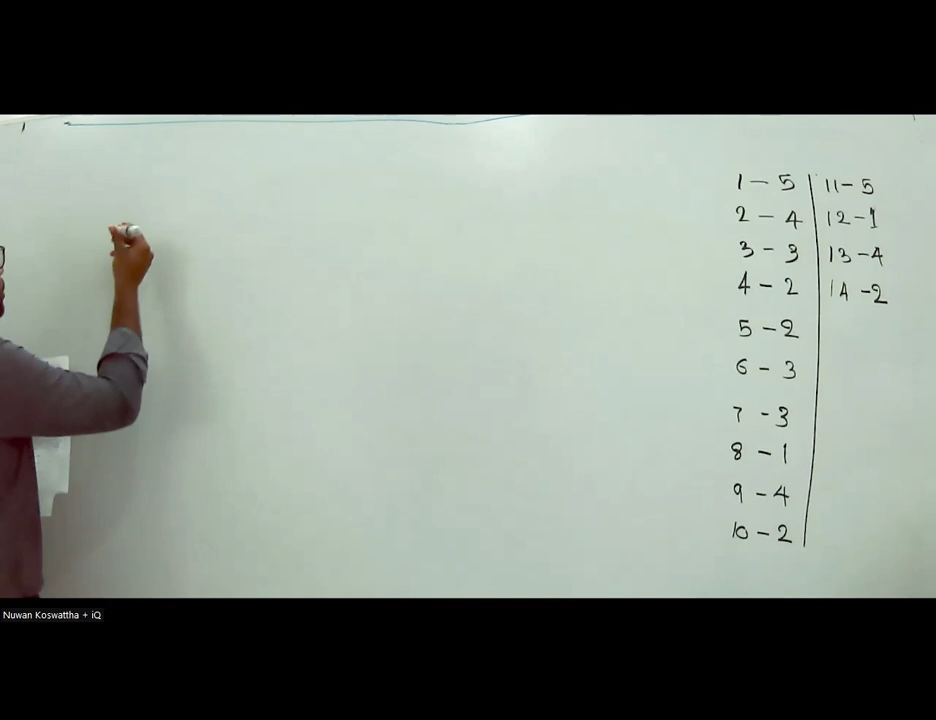 1 – 5
2 – 4
3 – 3
4 – 2
5 – 2
6 – 3
7 – 3
8 – 1
9 – 4
10 – 2
11 – 5
12 – 1
13 – 4
14 – 2
Nuwan Koswattha + iQ